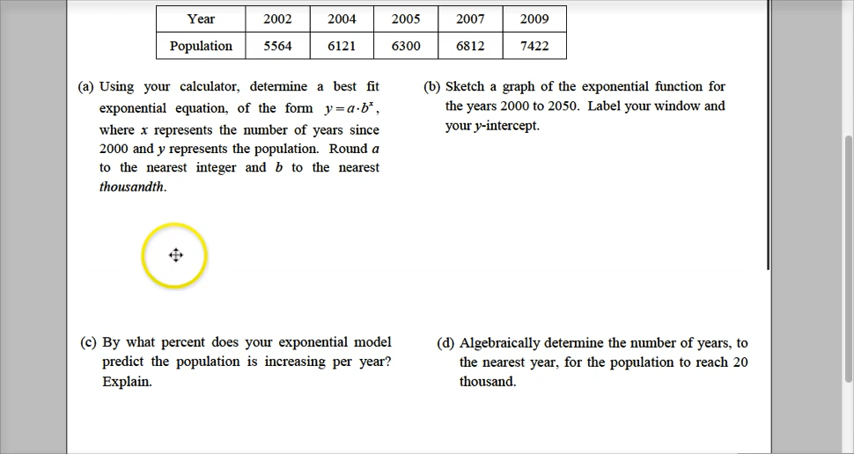 Year 2002 2004 2005 2007 2009
Population 5564 6121 6300 6812 7422
(a) Using your calculator, determine a best fit
exponential equation, of the form y=a·bˣ,
where x represents the number of years since
2000 and y represents the population. Round a
to the nearest integer and b to the nearest
thousandth.
(b) Sketch a graph of the exponential function for
the years 2000 to 2050. Label your window and
your y-intercept.
(c) By what percent does your exponential model
predict the population is increasing per year?
Explain.
(d) Algebraically determine the number of years, to
the nearest year, for the population to reach 20
thousand.